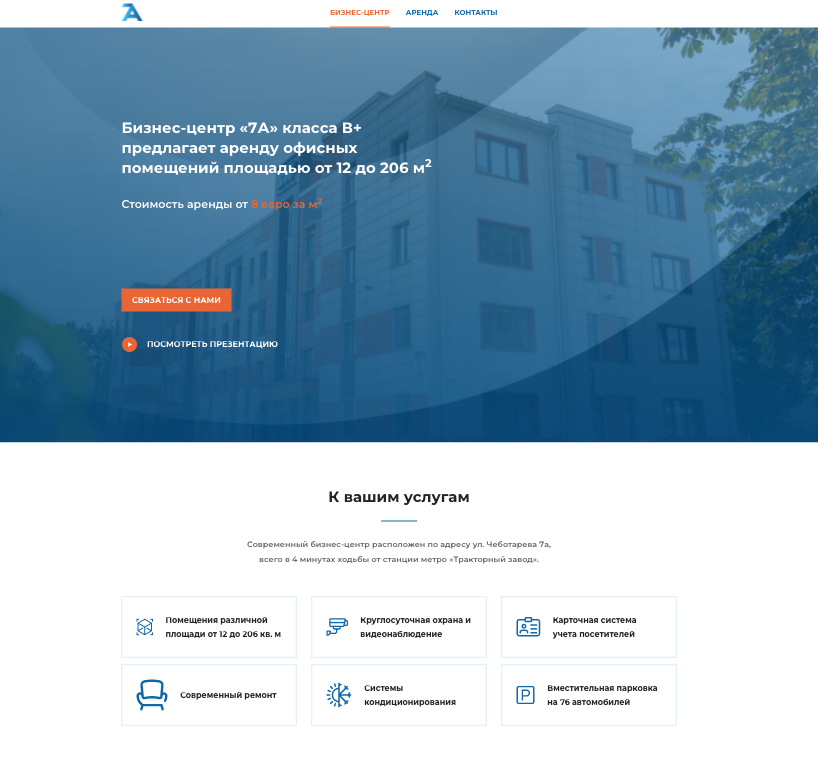 7А
БИЗНЕС-ЦЕНТР АРЕНДА КОНТАКТЫ
Бизнес-центр «7А» класса В+
предлагает аренду офисных
помещений площадью от 12 до 206 м²
Стоимость аренды от 8 евро за м²
СВЯЗАТЬСЯ С НАМИ
ПОСМОТРЕТЬ ПРЕЗЕНТАЦИЮ
К вашим услугам
Современный бизнес-центр расположен по адресу ул. Чеботарева 7а,
всего в 4 минутах ходьбы от станции метро «Тракторный завод».
Помещения различной
площади от 12 до 206 кв. м
Круглосуточная охрана и
видеонаблюдение
Карточная система
учета посетителей
Современный ремонт
Системы
кондиционирования
P
Вместительная парковка
на 76 автомобилей